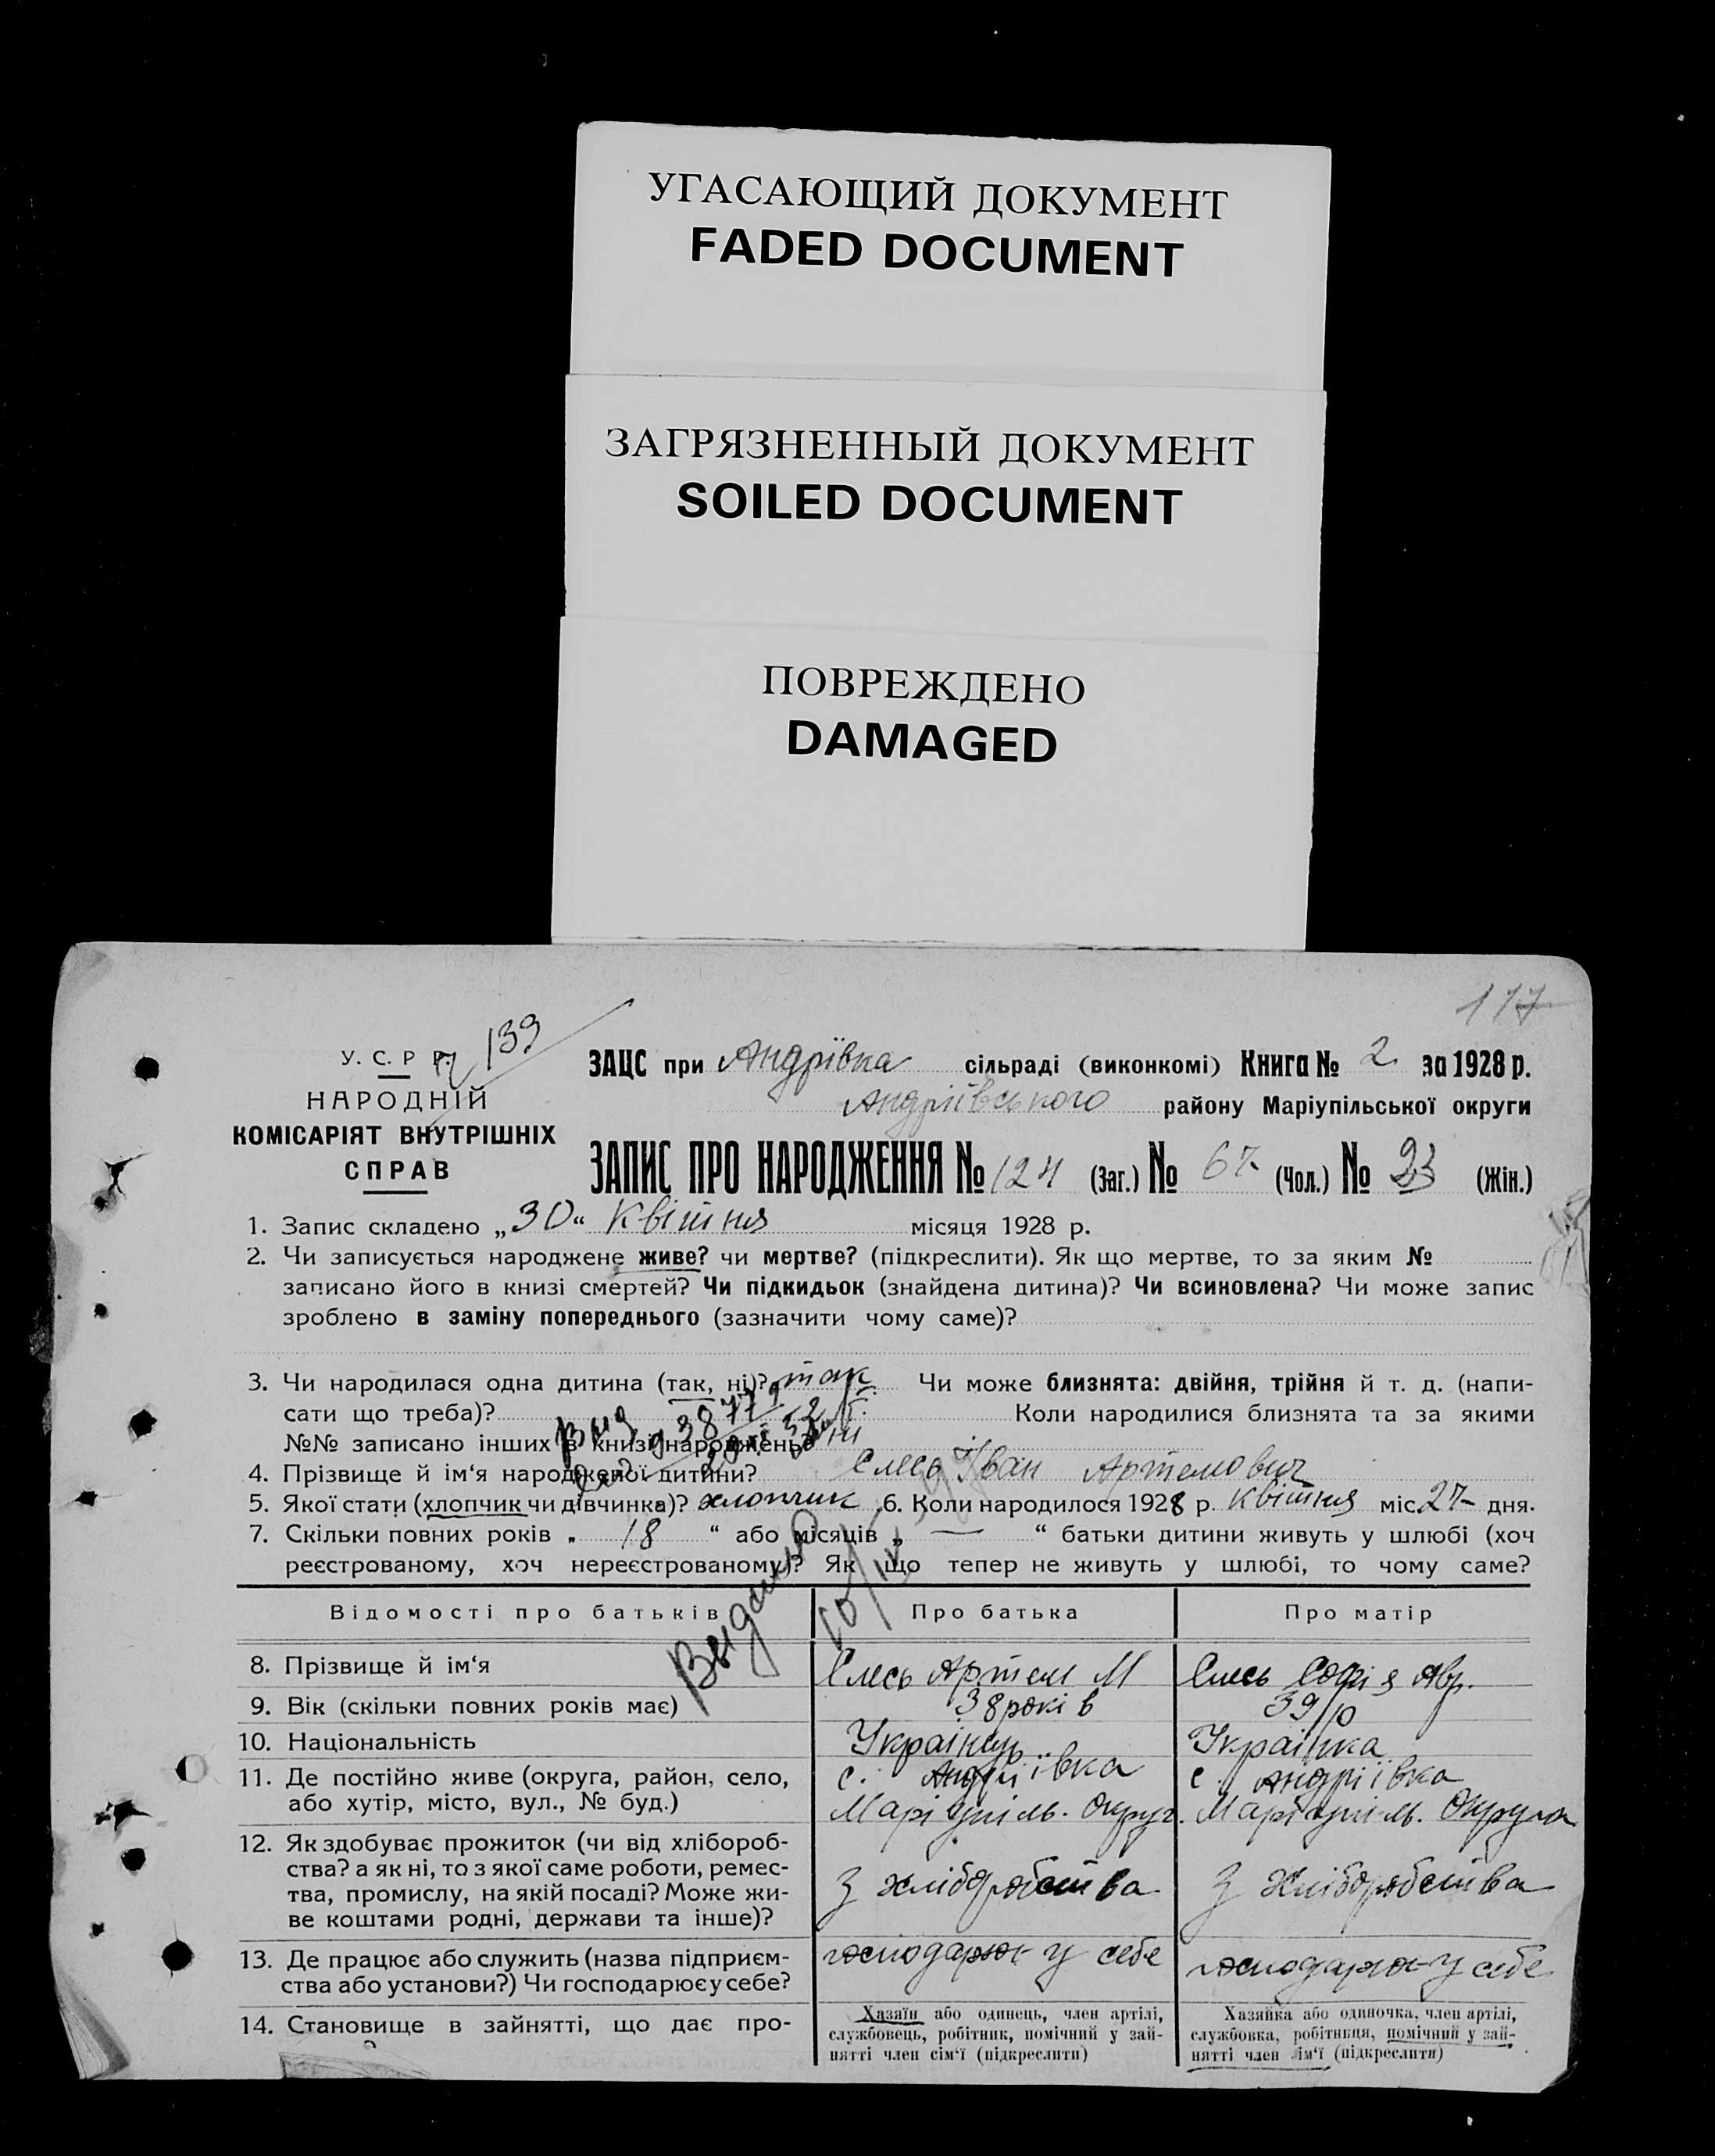 УГАСАЮЩИЙ ДОКУМЕНТ
FADED DOCUMENT
ЗАГРЯЗНЕННЫЙ ДОКУМЕНТ
SOILED DOCUMENT
ПОВРЕЖДЕНО
DAMAGED
117
139
У. С. Р Р.
НАРОДНІЙ
КОМІСАРІЯТ ВНУТРІШНІХ
СПРАВ
ЗАЦС при Андріївка сільраді (виконкомі) Книга № 2 за 1928 р.
Андріївського району Маріупільської округи
ЗАПИС ПРО НАРОДЖЕННЯ № 124 (Заг.) № 67 (Чол.) № (Жін.)
1. Запис складено „30“ Квітня місяця 1928 р.
2. Чи записується народжене живе? чи мертве? (підкреслити). Як що мертве, то за яким №
записано його в книзі смертей? Чи підкидьок (знайдена дитина)? Чи всиновлена? Чи може запис
зроблено в заміну попереднього (зазначити чому саме)?
3. Чи народилася одна дитина (так, ні)? так Чи може близнята: двійня, трійня й т. д. (напи-
сати що треба)? Коли народилися близнята та за якими
№№ записано інших в книзі народжень?
4. Прізвище й ім‘я народженої дитини? Слесь Іван Артемович
5. Якої стати (хлопчик чи дівчинка)? хлопчик 6. Коли народилося 1928 р. Квітня міс. 27 дня.
7. Скільки повних років „ 18 “ або місяців „ — “ батьки дитини живуть у шлюбі (хоч
реєстрованому, хоч нереєстрованому)? Як що тепер не живуть у шлюбі, то чому саме?
Відомості про батьків Про батька Про матір
8. Прізвище й ім‘я Слесь Артем М Слесь Софія Авр.
9. Вік (скільки повних років має) 38 років 39 р
10. Національність Українець Українка
11. Де постійно живе (округа, район, село, с. Андріївка с. Андріївка
або хутір, місто, вул., № буд.) Маріупіль. Округ. Маріупіль. Округа
12. Як здобуває прожиток (чи від хлібороб-
ства? а як ні, то з якої саме роботи, ремес-
тва, промислу, на якій посаді? Може жи- З хліборобства З хліборобства
ве коштами родні, держави та інше)?
13. Де працює або служить (назва підприєм- господарює у себе господарює у себе
ства або установи?) Чи господарює у себе?
14. Становище в зайнятті, що дає про-
Хазяїн або одинець, член артілі,
службовець, робітник, помічний у зай-
нятті член сім‘ї (підкреслити)
Хазяйка або одиночка, член артілі,
службовка, робітниця, помічний у зай-
нятті член сім‘ї (підкреслити)